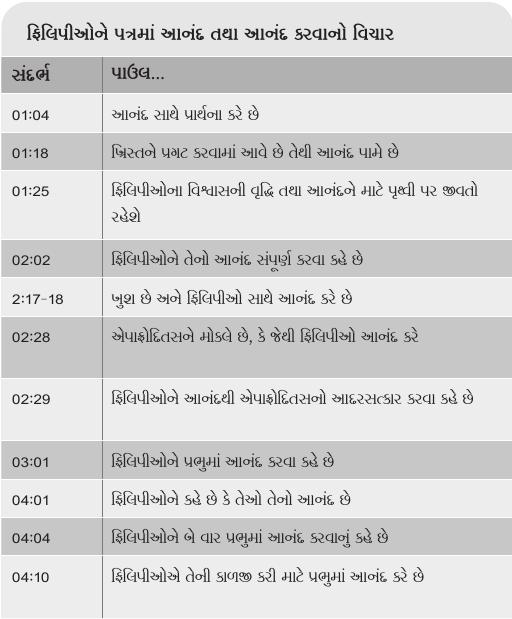 ફિલિપીઓને પત્રમાં આનંદ તથા આનંદ કરવાનો વિચાર
સંદર્ભ પાઉલ...
01:04 આનંદ સાથે પ્રાર્થના કરે છે
01:18 ખ્રિસ્તને પ્રગટ કરવામાં આવે છે તેથી આનંદ પામે છે
01:25 ફિલિપીઓના વિશ્વાસની વૃદ્ધિ તથા આનંદને માટે પૃથ્વી પર જીવતો
રહેશે
02:02 ફિલિપીઓને તેનો આનંદ સંપૂર્ણ કરવા કહે છે
2:17-18 ખુશ છે અને ફિલિપીઓ સાથે આનંદ કરે છે
02:28 એપાફ્રોદિતસને મોકલે છે, કે જેથી ફિલિપીઓ આનંદ કરે
02:29 ફિલિપીઓને આનંદથી એપાફ્રોદિતસનો આદરસત્કાર કરવા કહે છે
03:01 ફિલિપીઓને પ્રભુમાં આનંદ કરવા કહે છે
04:01 ફિલિપીઓને કહે છે કે તેઓ તેનો આનંદ છે
04:04 ફિલિપીઓને બે વાર પ્રભુમાં આનંદ કરવાનું કહે છે
04:10 ફિલિપીઓએ તેની કાળજી કરી માટે પ્રભુમાં આનંદ કરે છે